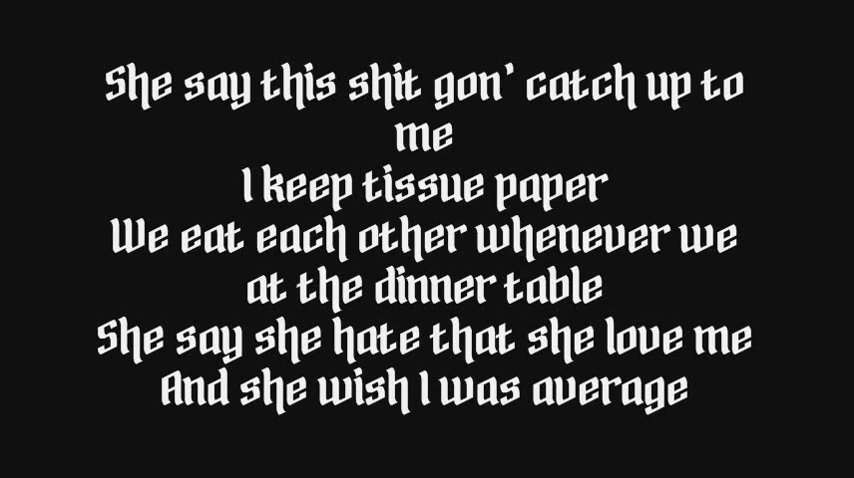 She say this shit gon' catch up to
me
I keep tissue paper
We eat each other whenever we
at the dinner table
She say she hate that she love me
And she wish I was average